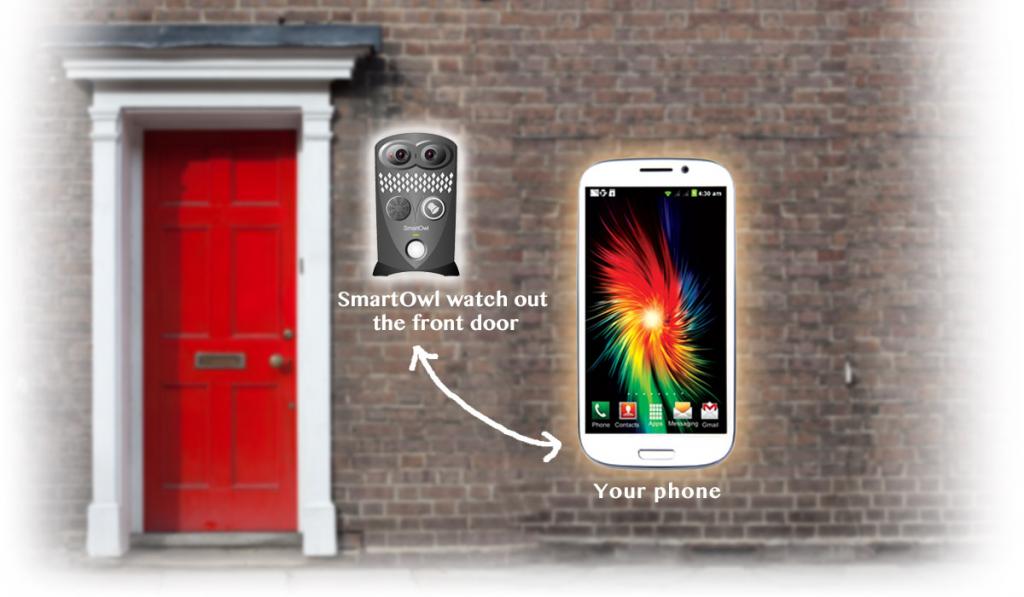 4:30 am
SmartOwl
SmartOwl watch out
the front door
Phone Contacts Apps Messaging Gmail
Your phone